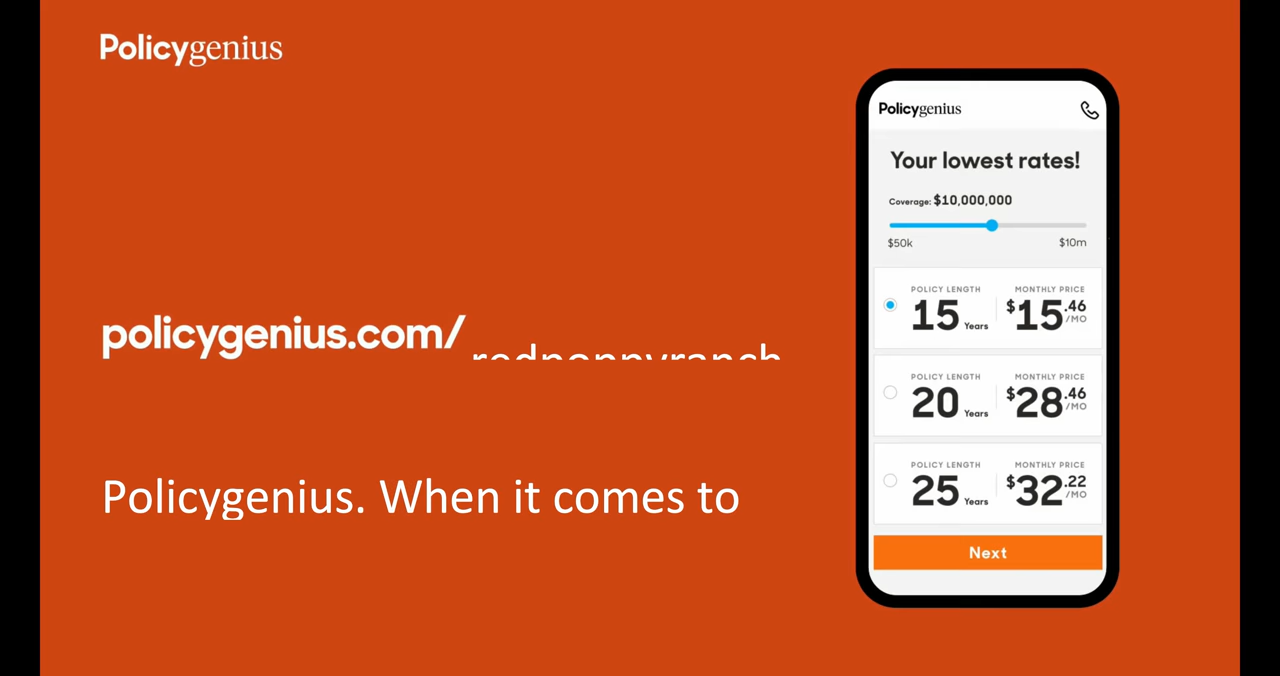 Policygenius
policygenius.com/
Policygenius. When it comes to
Policygenius
Your lowest rates!
Coverage: $10,000,000
$50k $10m
POLICY LENGTH MONTHLY PRICE
15 Years $15.46 /MO
POLICY LENGTH MONTHLY PRICE
20 Years $28.46 /MO
POLICY LENGTH MONTHLY PRICE
25 Years $32.22 /MO
Next